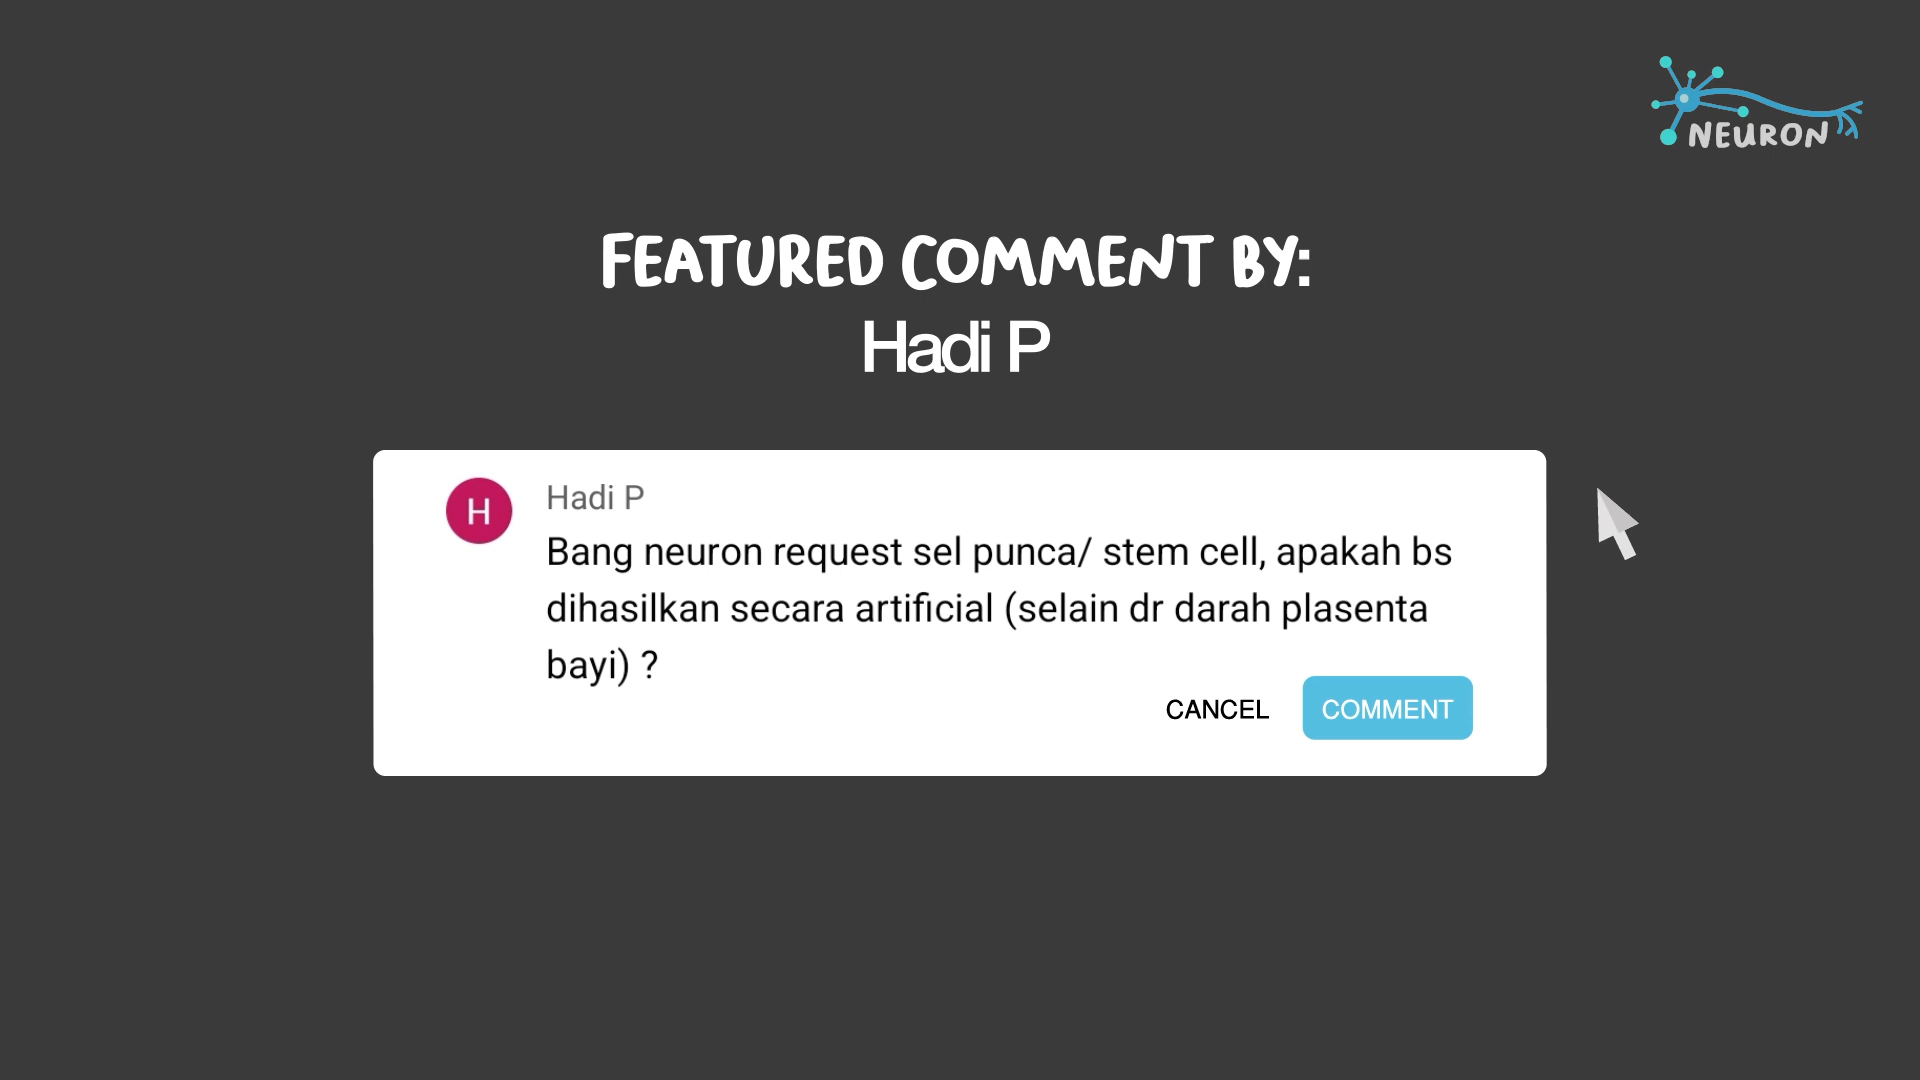 NEURON
FEATURED COMMENT BY:
Hadi P
H
Hadi P
Bang neuron request sel punca/ stem cell, apakah bs
dihasilkan secara artificial (selain dr darah plasenta
bayi) ?
CANCEL
COMMENT